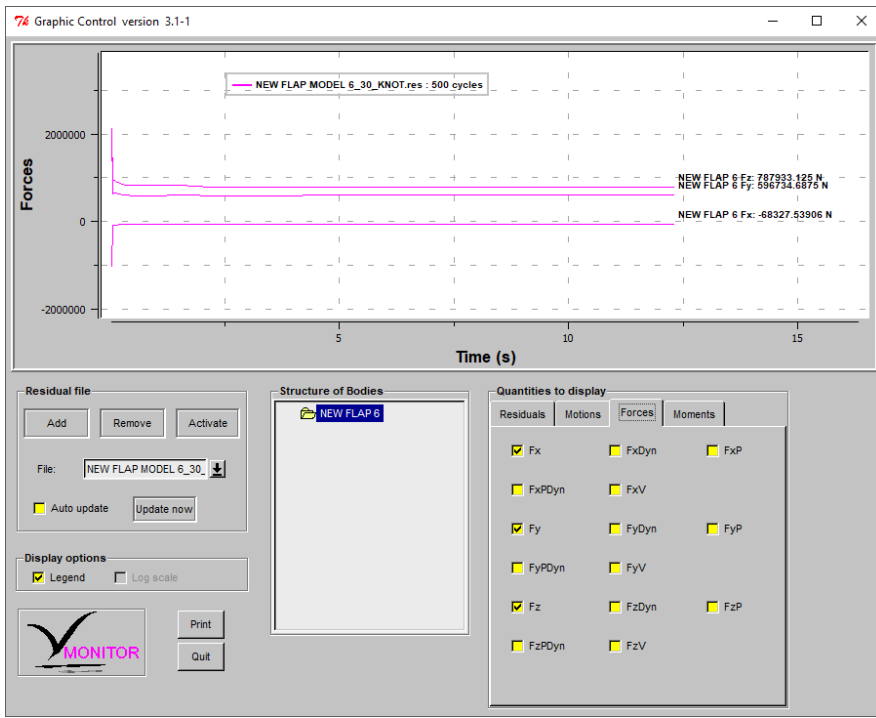 Graphic Control version 3.1-1
NEW FLAP MODEL 6_30_KNOT.res : 500 cycles
Forces
2000000
0
-2000000
NEW FLAP 6 Fz: 787933.125 N
NEW FLAP 6 Fy: 596734.6875 N
NEW FLAP 6 Fx: -68327.53906 N
5 10 15
Time (s)
Residual file
Add Remove Activate
File: NEW FLAP MODEL 6_30_
Auto update Update now
Display options
Legend Log scale
MONITOR
Print
Quit
Structure of Bodies
NEW FLAP 6
Quantities to display
Residuals Motions Forces Moments
Fx FxDyn FxP
FxPDyn FxV
Fy FyDyn FyP
FyPDyn FyV
Fz FzDyn FzP
FzPDyn FzV